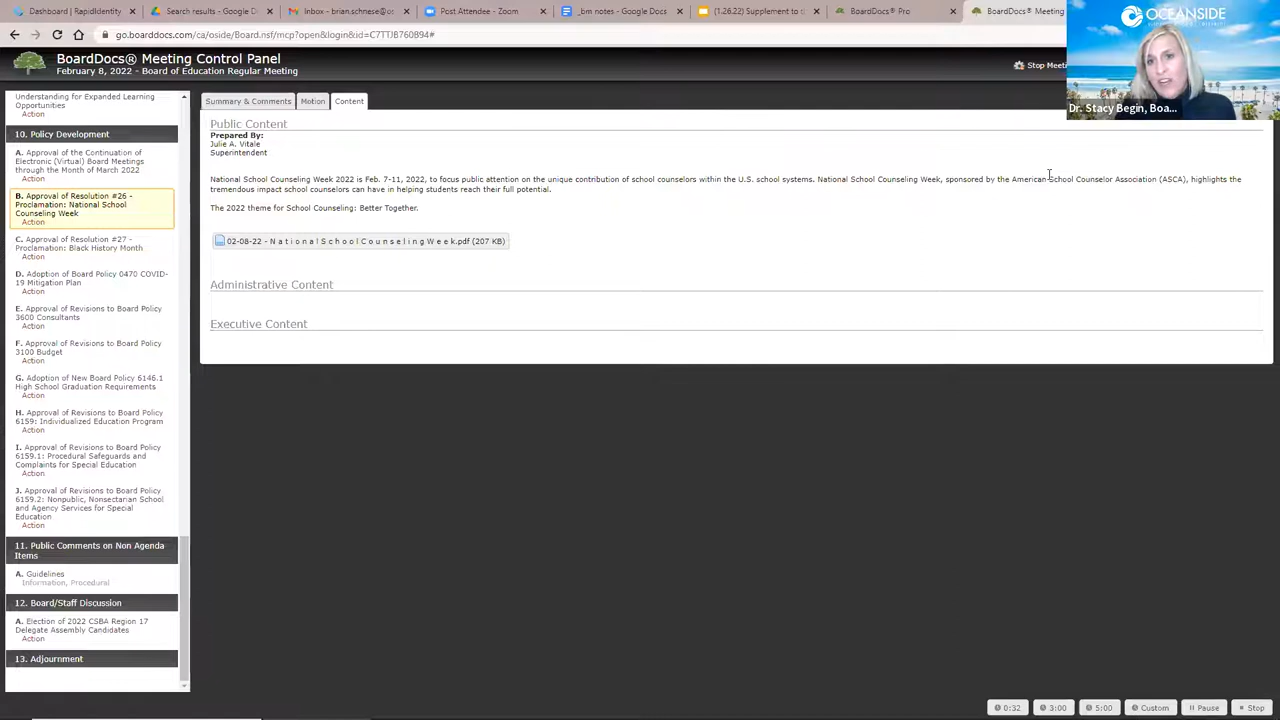 Dashboard | RapidIdentity
Search results - Google D
Inbox - brian.schnese@oc
Post Attendee - Zoom
_bm notes - Google Docs
(1.26.22) Supplement to
BoardDocs® Pro
BoardDocs® Meeting
go.boarddocs.com/ca/oside/Board.nsf/mcp?open&login&id=C7TTJB760B94#
BoardDocs® Meeting Control Panel
February 8, 2022 - Board of Education Regular Meeting
Stop Meeti
OCEANSIDE
Dr. Stacy Begin, Boa...
Understanding for Expanded Learning
Opportunities
Action
10. Policy Development
A. Approval of the Continuation of
Electronic (Virtual) Board Meetings
through the Month of March 2022
Action
B. Approval of Resolution #26 -
Proclamation: National School
Counseling Week
Action
C. Approval of Resolution #27 -
Proclamation: Black History Month
Action
D. Adoption of Board Policy 0470 COVID-
19 Mitigation Plan
Action
E. Approval of Revisions to Board Policy
3600 Consultants
Action
F. Approval of Revisions to Board Policy
3100 Budget
Action
G. Adoption of New Board Policy 6146.1
High School Graduation Requirements
Action
H. Approval of Revisions to Board Policy
6159: Individualized Education Program
Action
I. Approval of Revisions to Board Policy
6159.1: Procedural Safeguards and
Complaints for Special Education
Action
J. Approval of Revisions to Board Policy
6159.2: Nonpublic, Nonsectarian School
and Agency Services for Special
Education
Action
11. Public Comments on Non Agenda
Items
A. Guidelines
Information, Procedural
12. Board/Staff Discussion
A. Election of 2022 CSBA Region 17
Delegate Assembly Candidates
Action
13. Adjournment
Summary & Comments
Motion
Content
Public Content
Prepared By:
Julie A. Vitale
Superintendent
National School Counseling Week 2022 is Feb. 7-11, 2022, to focus public attention on the unique contribution of school counselors within the U.S. school systems. National School Counseling Week, sponsored by the American School Counselor Association (ASCA), highlights the
tremendous impact school counselors can have in helping students reach their full potential.
The 2022 theme for School Counseling: Better Together.
02-08-22 - N a t i o n a l S c h o o l C o u n s e l i n g W e e k.pdf (207 KB)
Administrative Content
Executive Content
0:32
3:00
5:00
Custom
Pause
Stop